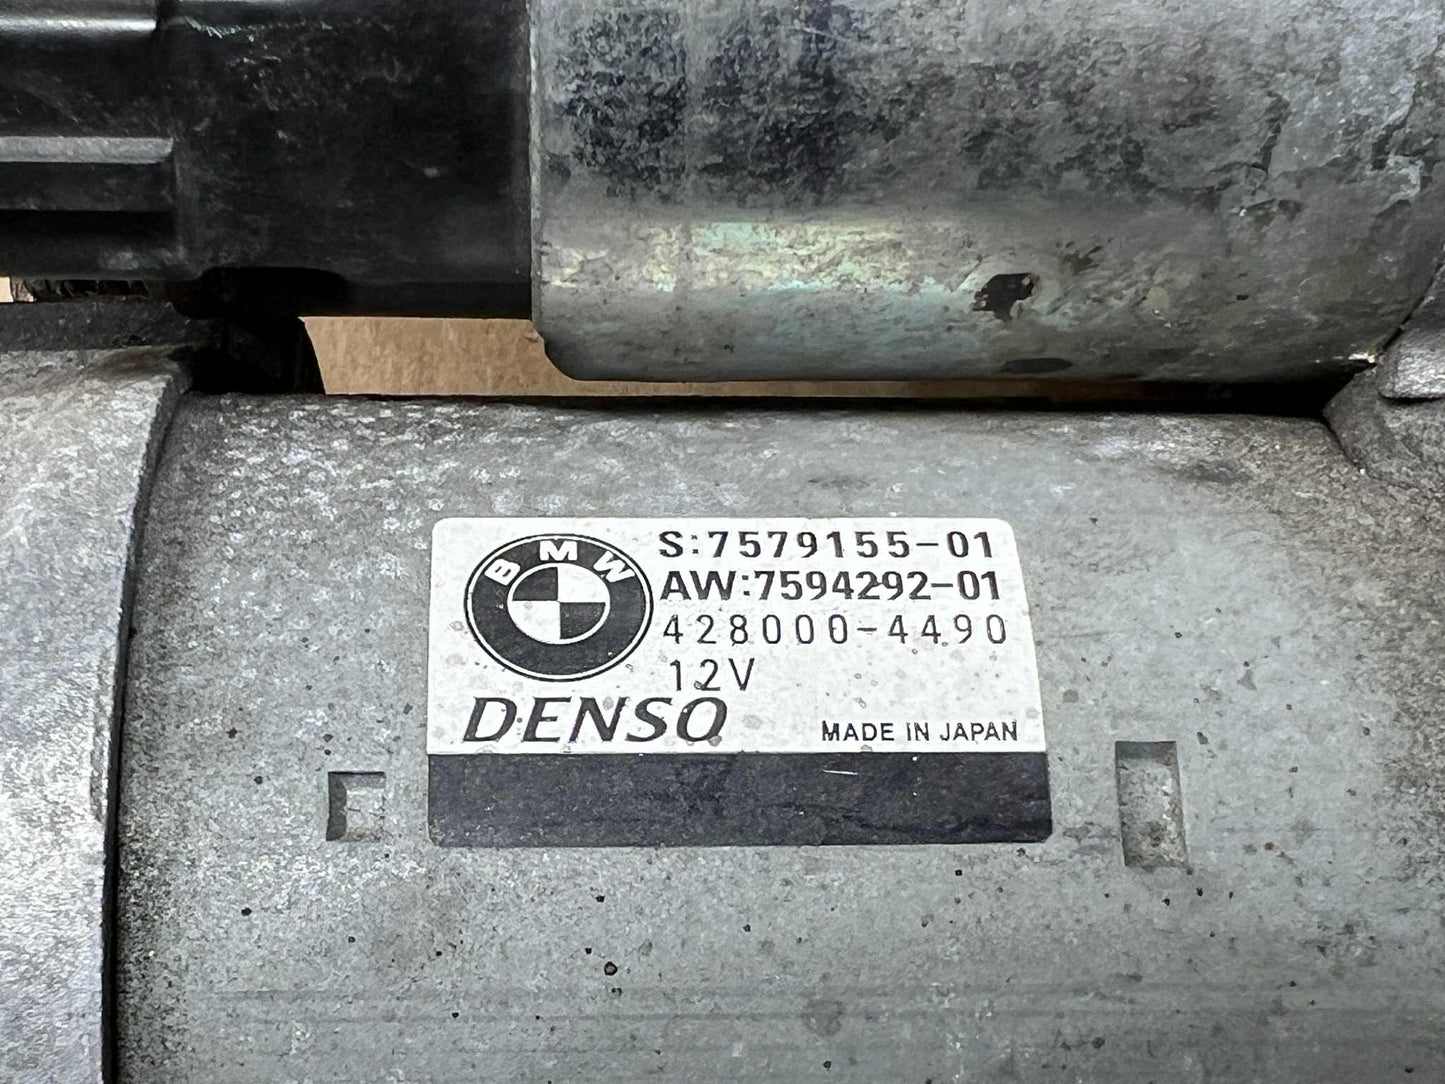 BMW
S:7579155-01
AW:7594292-01
428000-4490
12V
DENSO
MADE IN JAPAN